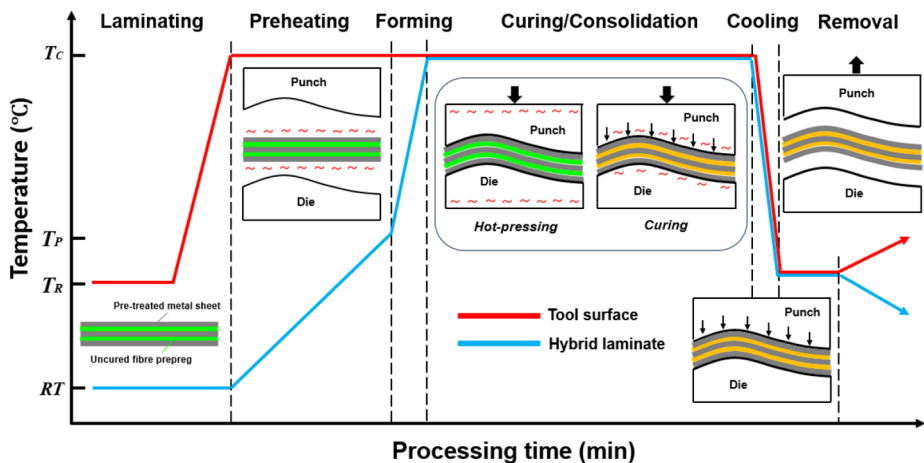 Laminating Preheating Forming Curing/Consolidation Cooling Removal
Temperature (℃)
TC
TP
TR
RT
Punch
Die
Punch
Die
Hot-pressing
Punch
Die
Curing
Punch
Die
Pre-treated metal sheet
Uncured fibre prepreg
Tool surface
Hybrid laminate
Punch
Die
Processing time (min)